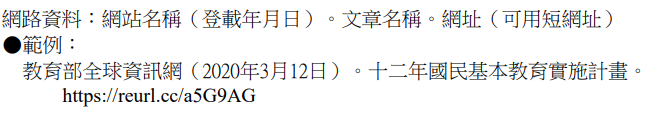 網路資料：網站名稱（登載年月日）。文章名稱。網址（可用短網址）
●範例：
教育部全球資訊網（2020年3月12日）。十二年國民基本教育實施計畫。
https://reurl.cc/a5G9AG